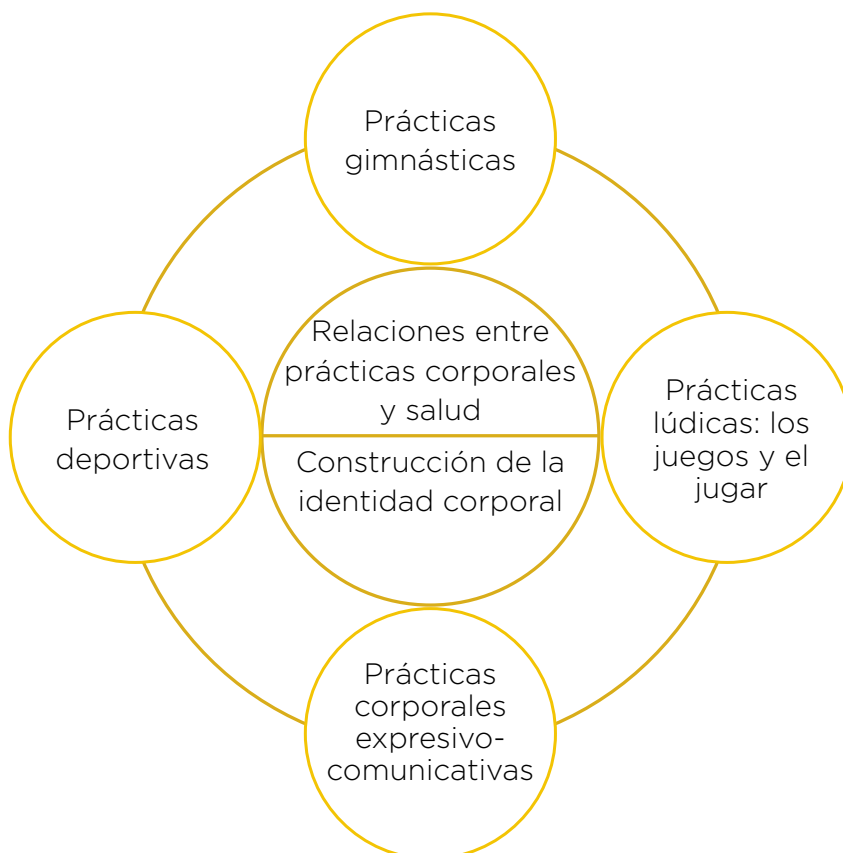 Prácticas
gimnásticas
Relaciones entre
prácticas corporales
y salud
Construcción de la
identidad corporal
Prácticas
deportivas
Prácticas
lúdicas: los
juegos y el
jugar
Prácticas
corporales
expresivo-
comunicativas